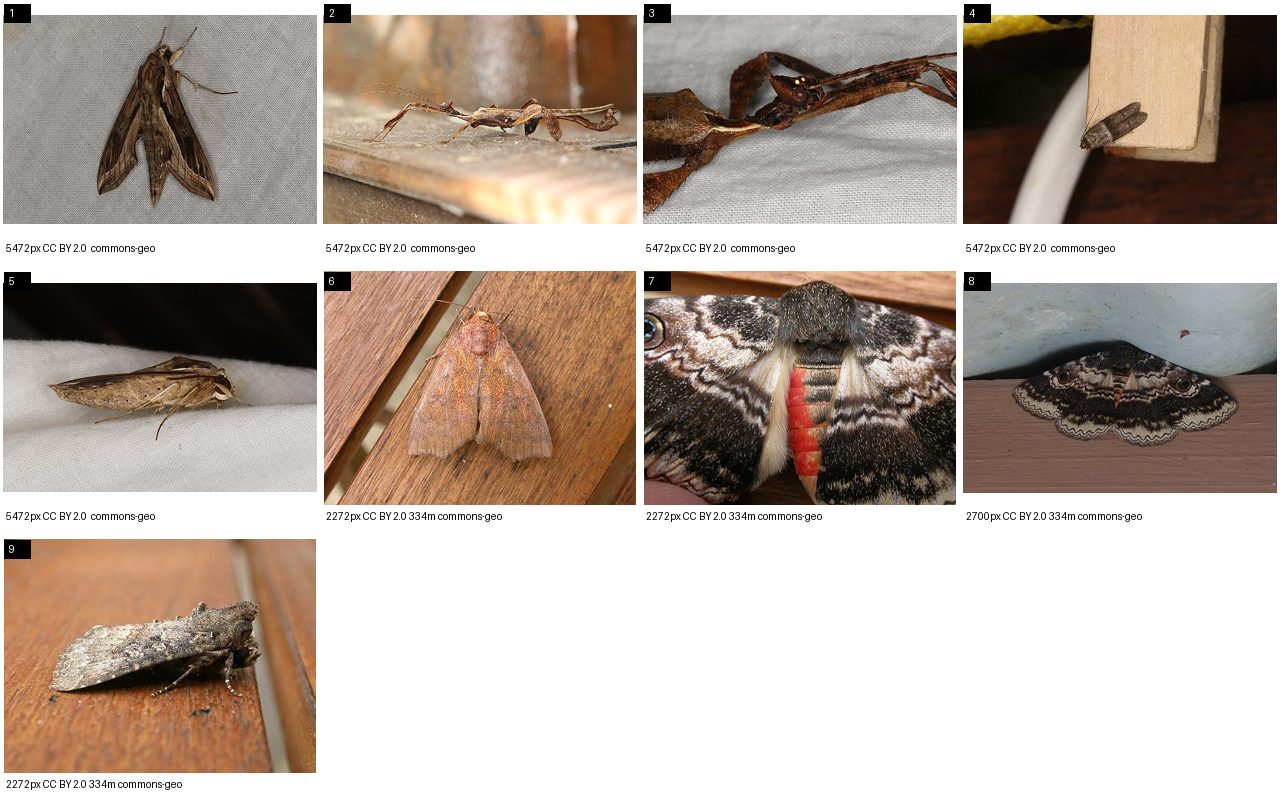 1
2
3
4
5472px CC BY 2.0 commons-geo
5472px CC BY 2.0 commons-geo
5472px CC BY 2.0 commons-geo
5472px CC BY 2.0 commons-geo
5
6
7
8
5472px CC BY 2.0 commons-geo
2272px CC BY 2.0 334m commons-geo
2272px CC BY 2.0 334m commons-geo
2700px CC BY 2.0 334m commons-geo
9
2272px CC BY 2.0 334m commons-geo